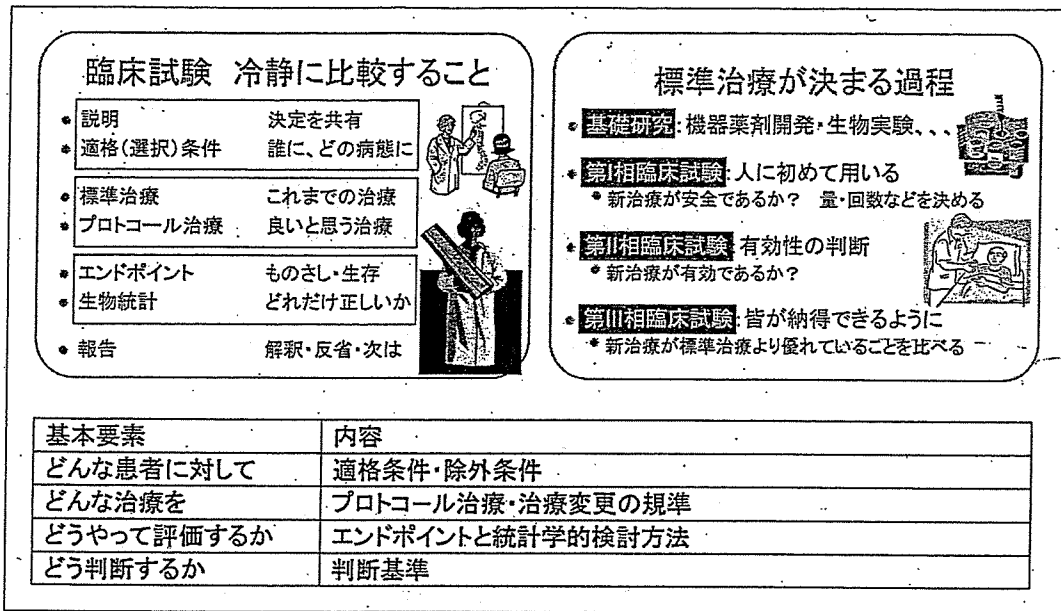 臨床試験 冷静に比較すること
・説明 決定を共有
・適格(選択)条件 誰に、どの病態に
・標準治療 これまでの治療
・プロトコール治療 良いと思う治療
・エンドポイント ものさし・生存
・生物統計 どれだけ正しいか
・報告 解釈・反省・次は
標準治療が決まる過程
・基礎研究:機器薬剤開発・生物実験、、、
・第I相臨床試験:人に初めて用いる
・新治療が安全であるか? 量・回数などを決める
・第II相臨床試験:有効性の判断
・新治療が有効であるか?
・第III相臨床試験:皆が納得できるように
・新治療が標準治療より優れていることを比べる
基本要素 内容
どんな患者に対して 適格条件・除外条件
どんな治療を プロトコール治療・治療変更の規準
どうやって評価するか エンドポイントと統計学的検討方法
どう判断するか 判断基準